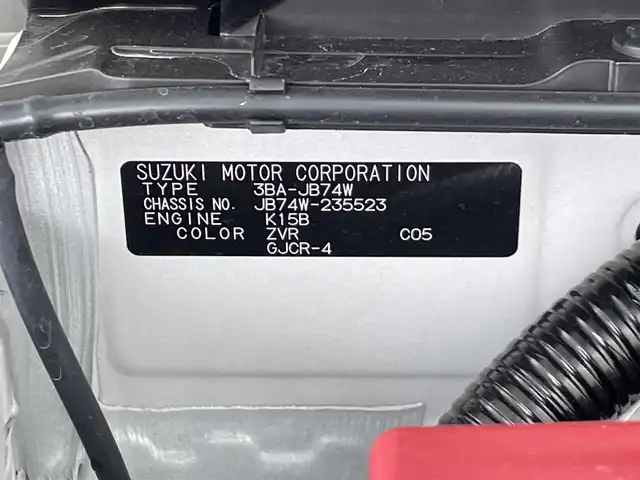 SUZUKI MOTOR CORPORATION
TYPE 3BA-JB74W
CHASSIS NO. JB74W-235523
ENGINE K15B
COLOR ZVR C05
GJCR-4